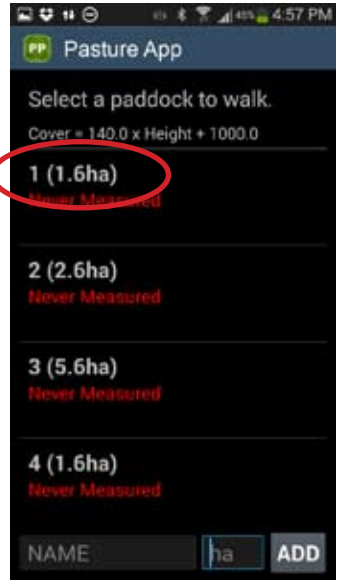 45% 4:57 PM
PP Pasture App
Select a paddock to walk.
Cover = 140.0 x Height + 1000.0
1 (1.6ha)
Never Measured
2 (2.6ha)
Never Measured
3 (5.6ha)
Never Measured
4 (1.6ha)
Never Measured
NAME ha ADD